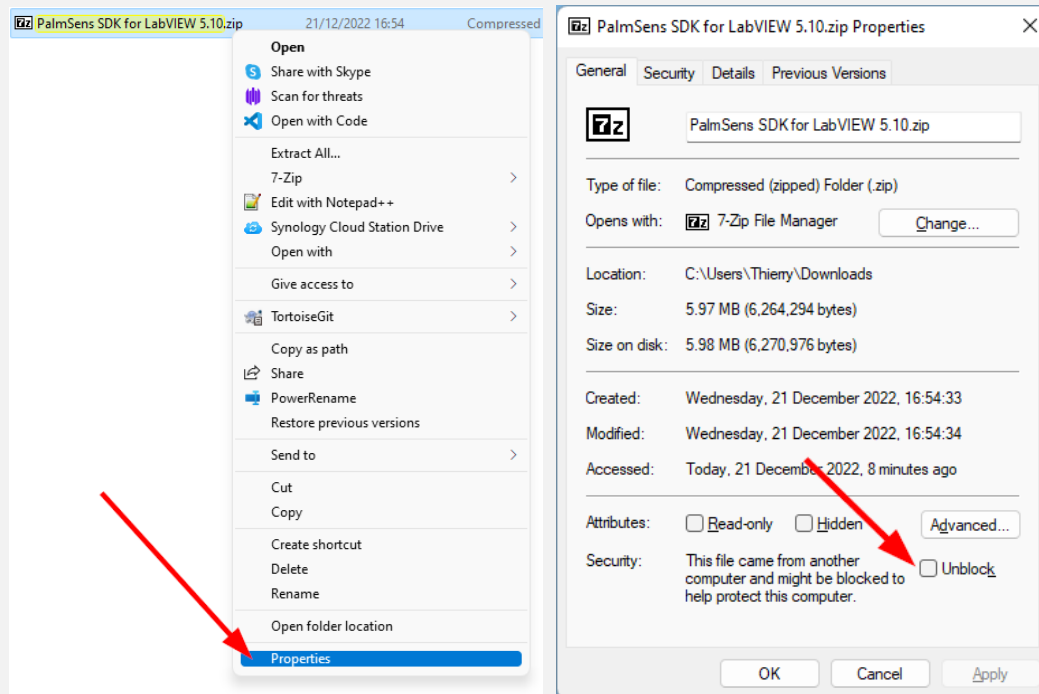 PalmSens SDK for LabVIEW 5.10.zip 21/12/2022 16:54 Compressed
Open
Share with Skype
Scan for threats
Open with Code
Extract All...
7-Zip
Edit with Notepad++
Synology Cloud Station Drive
Open with
Give access to
TortoiseGit
Copy as path
Share
PowerRename
Restore previous versions
Send to
Cut
Copy
Create shortcut
Delete
Rename
Open folder location
Properties
PalmSens SDK for LabVIEW 5.10.zip Properties
General Security Details Previous Versions
PalmSens SDK for LabVIEW 5.10.zip
Type of file: Compressed (zipped) Folder (.zip)
Opens with: 7-Zip File Manager Change...
Location: C:\Users\Thierry\Downloads
Size: 5.97 MB (6,264,294 bytes)
Size on disk: 5.98 MB (6,270,976 bytes)
Created: Wednesday, 21 December 2022, 16:54:33
Modified: Wednesday, 21 December 2022, 16:54:34
Accessed: Today, 21 December 2022, 8 minutes ago
Attributes: Read-only Hidden Advanced...
Security: This file came from another
computer and might be blocked to
help protect this computer.
Unblock
OK Cancel Apply